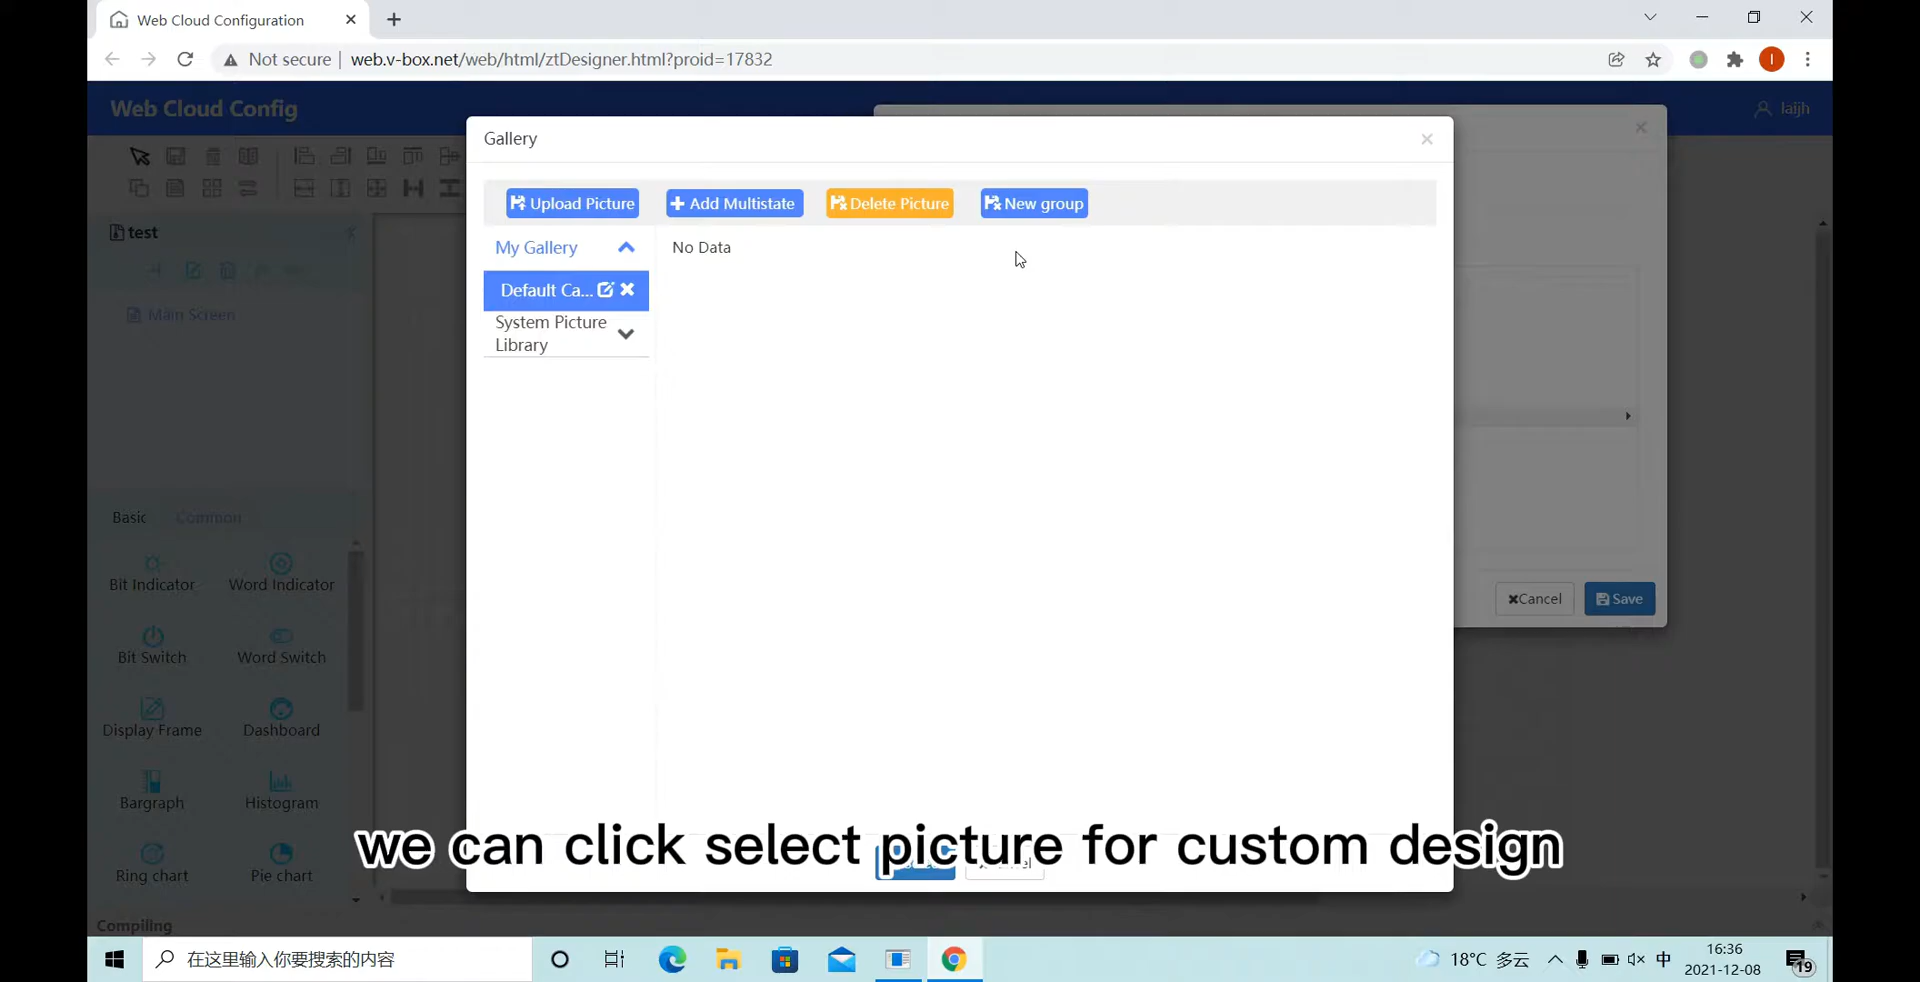 Web Cloud Configuration
Not secure
web.v-box.net/web/html/ztDesigner.html?proid=17832
I
Web Cloud Config
laijh
Gallery
Upload Picture
Add Multistate
Delete Picture
New group
test
My Gallery
No Data
Default Ca...
System Picture
Library
Main Screen
Basic
Common
Bit Indicator
Word Indicator
Cancel
Save
Bit Switch
Word Switch
Display Frame
Dashboard
Bargraph
Histogram
we can click select picture for custom design
Ring chart
Pie chart
Compiling
在这里输入你要搜索的内容
18°C 多云
中
16:36
2021-12-08
19